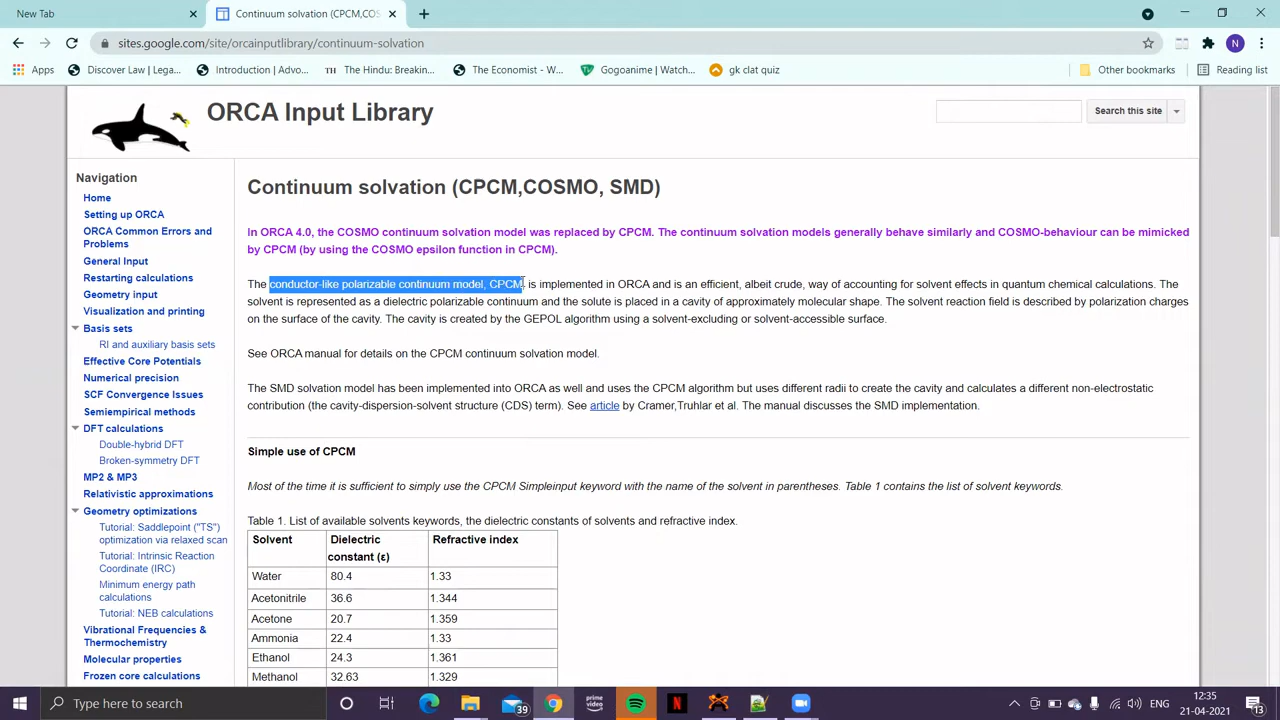 New Tab
Continuum solvation (CPCM,COS
sites.google.com/site/orcainputlibrary/continuum-solvation
N
Apps
Discover Law | Lega...
Introduction | Advo...
TH
The Hindu: Breakin...
The Economist - W...
Gogoanime | Watch...
gk clat quiz
Other bookmarks
Reading list
ORCA Input Library
Search this site
Navigation
Home
Setting up ORCA
ORCA Common Errors and
Problems
General Input
Restarting calculations
Geometry input
Visualization and printing
Basis sets
RI and auxiliary basis sets
Effective Core Potentials
Numerical precision
SCF Convergence Issues
Semiempirical methods
DFT calculations
Double-hybrid DFT
Broken-symmetry DFT
MP2 & MP3
Relativistic approximations
Geometry optimizations
Tutorial: Saddlepoint ("TS")
optimization via relaxed scan
Tutorial: Intrinsic Reaction
Coordinate (IRC)
Minimum energy path
calculations
Tutorial: NEB calculations
Vibrational Frequencies &
Thermochemistry
Molecular properties
Frozen core calculations
Continuum solvation (CPCM,COSMO, SMD)
In ORCA 4.0, the COSMO continuum solvation model was replaced by CPCM. The continuum solvation models generally behave similarly and COSMO-behaviour can be mimicked
by CPCM (by using the COSMO epsilon function in CPCM).
The conductor-like polarizable continuum model, CPCM, is implemented in ORCA and is an efficient, albeit crude, way of accounting for solvent effects in quantum chemical calculations. The
solvent is represented as a dielectric polarizable continuum and the solute is placed in a cavity of approximately molecular shape. The solvent reaction field is described by polarization charges
on the surface of the cavity. The cavity is created by the GEPOL algorithm using a solvent-excluding or solvent-accessible surface.
See ORCA manual for details on the CPCM continuum solvation model.
The SMD solvation model has been implemented into ORCA as well and uses the CPCM algorithm but uses different radii to create the cavity and calculates a different non-electrostatic
contribution (the cavity-dispersion-solvent structure (CDS) term). See article by Cramer,Truhlar et al. The manual discusses the SMD implementation.
Simple use of CPCM
Most of the time it is sufficient to simply use the CPCM Simpleinput keyword with the name of the solvent in parentheses. Table 1 contains the list of solvent keywords.
Table 1. List of available solvents keywords, the dielectric constants of solvents and refractive index.
Solvent Dielectric Refractive index
constant (ε)
Water 80.4 1.33
Acetonitrile 36.6 1.344
Acetone 20.7 1.359
Ammonia 22.4 1.33
Ethanol 24.3 1.361
Methanol 32.63 1.329
Type here to search
39
prime
video
N
ENG
12:35
21-04-2021
13